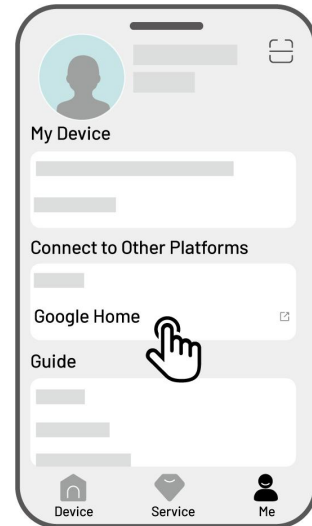 My Device
Connect to Other Platforms
Google Home
Guide
Device
Service
Me